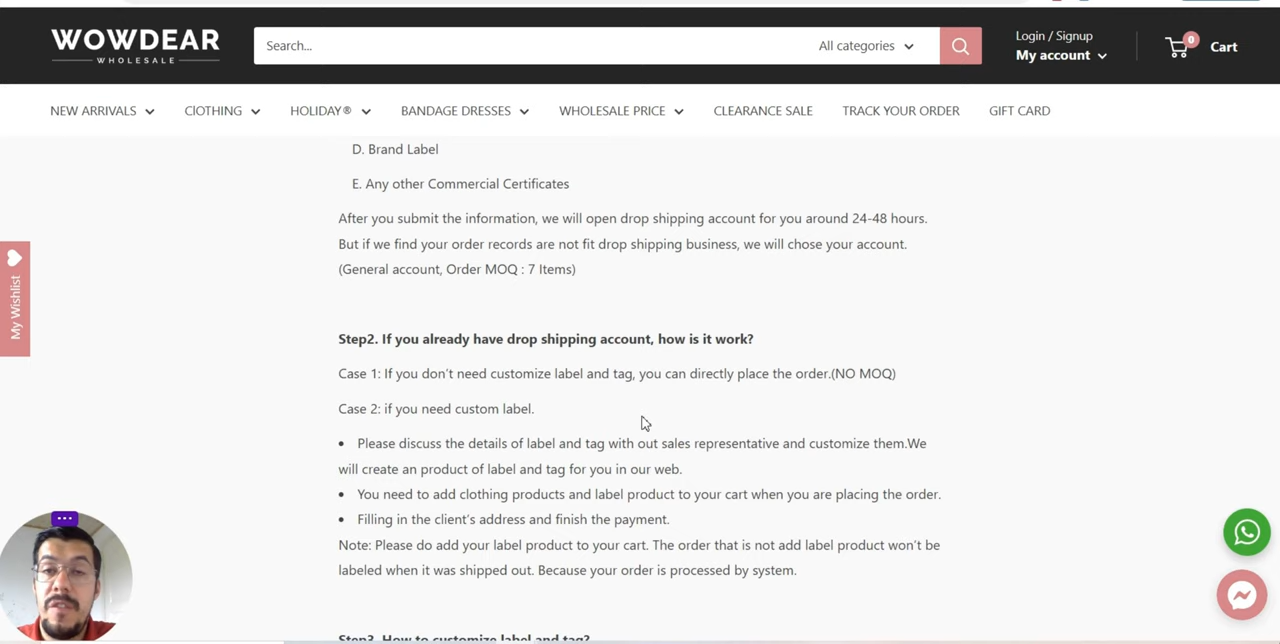 WOWDEAR
WHOLESALE
Search...
All categories
Login / Signup
My account
0
Cart
NEW ARRIVALS
ClOTHING
HOLIDAY®
BANDAGE DRESSES
WHOLESALE PRICE
CLEARANCE SALE
TRACK YOUR ORDER
GIFT CARD
My Wishlist
D. Brand Label
E. Any other Commercial Certificates
After you submit the information, we will open drop shipping account for you around 24-48 hours.
But if we find your order records are not fit drop shipping business, we will chose your account.
(General account, Order MOQ : 7 Items)
Step2. If you already have drop shipping account, how is it work?
Case 1: If you don't need customize label and tag, you can directly place the order.(NO MOQ)
Case 2: if you need custom label.
• Please discuss the details of label and tag with out sales representative and customize them.We
will create an product of label and tag for you in our web.
• You need to add clothing products and label product to your cart when you are placing the order.
• Filling in the client's address and finish the payment.
Note: Please do add your label product to your cart. The order that is not add label product won't be
labeled when it was shipped out. Because your order is processed by system.
Step3. How to customize label and tag?